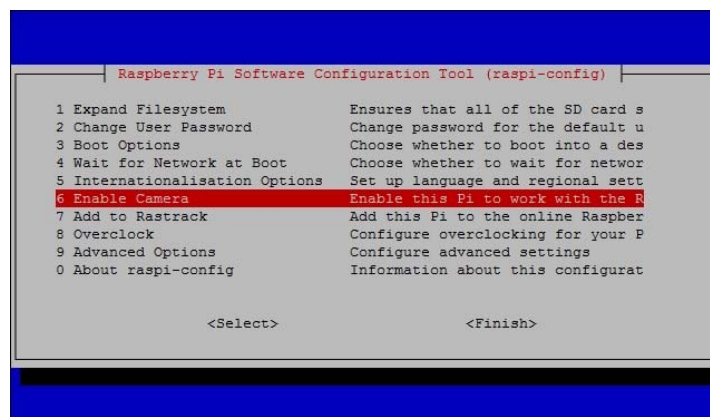 Raspberry Pi Software Configuration Tool (raspi-config)
1 Expand Filesystem Ensures that all of the SD card s
2 Change User Password Change password for the default u
3 Boot Options Choose whether to boot into a des
4 Wait for Network at Boot Choose whether to wait for networ
5 Internationalisation Options Set up language and regional sett
6 Enable Camera Enable this Pi to work with the R
7 Add to Rastrack Add this Pi to the online Raspber
8 Overclock Configure overclocking for your P
9 Advanced Options Configure advanced settings
0 About raspi-config Information about this configurat
<Select> <Finish>